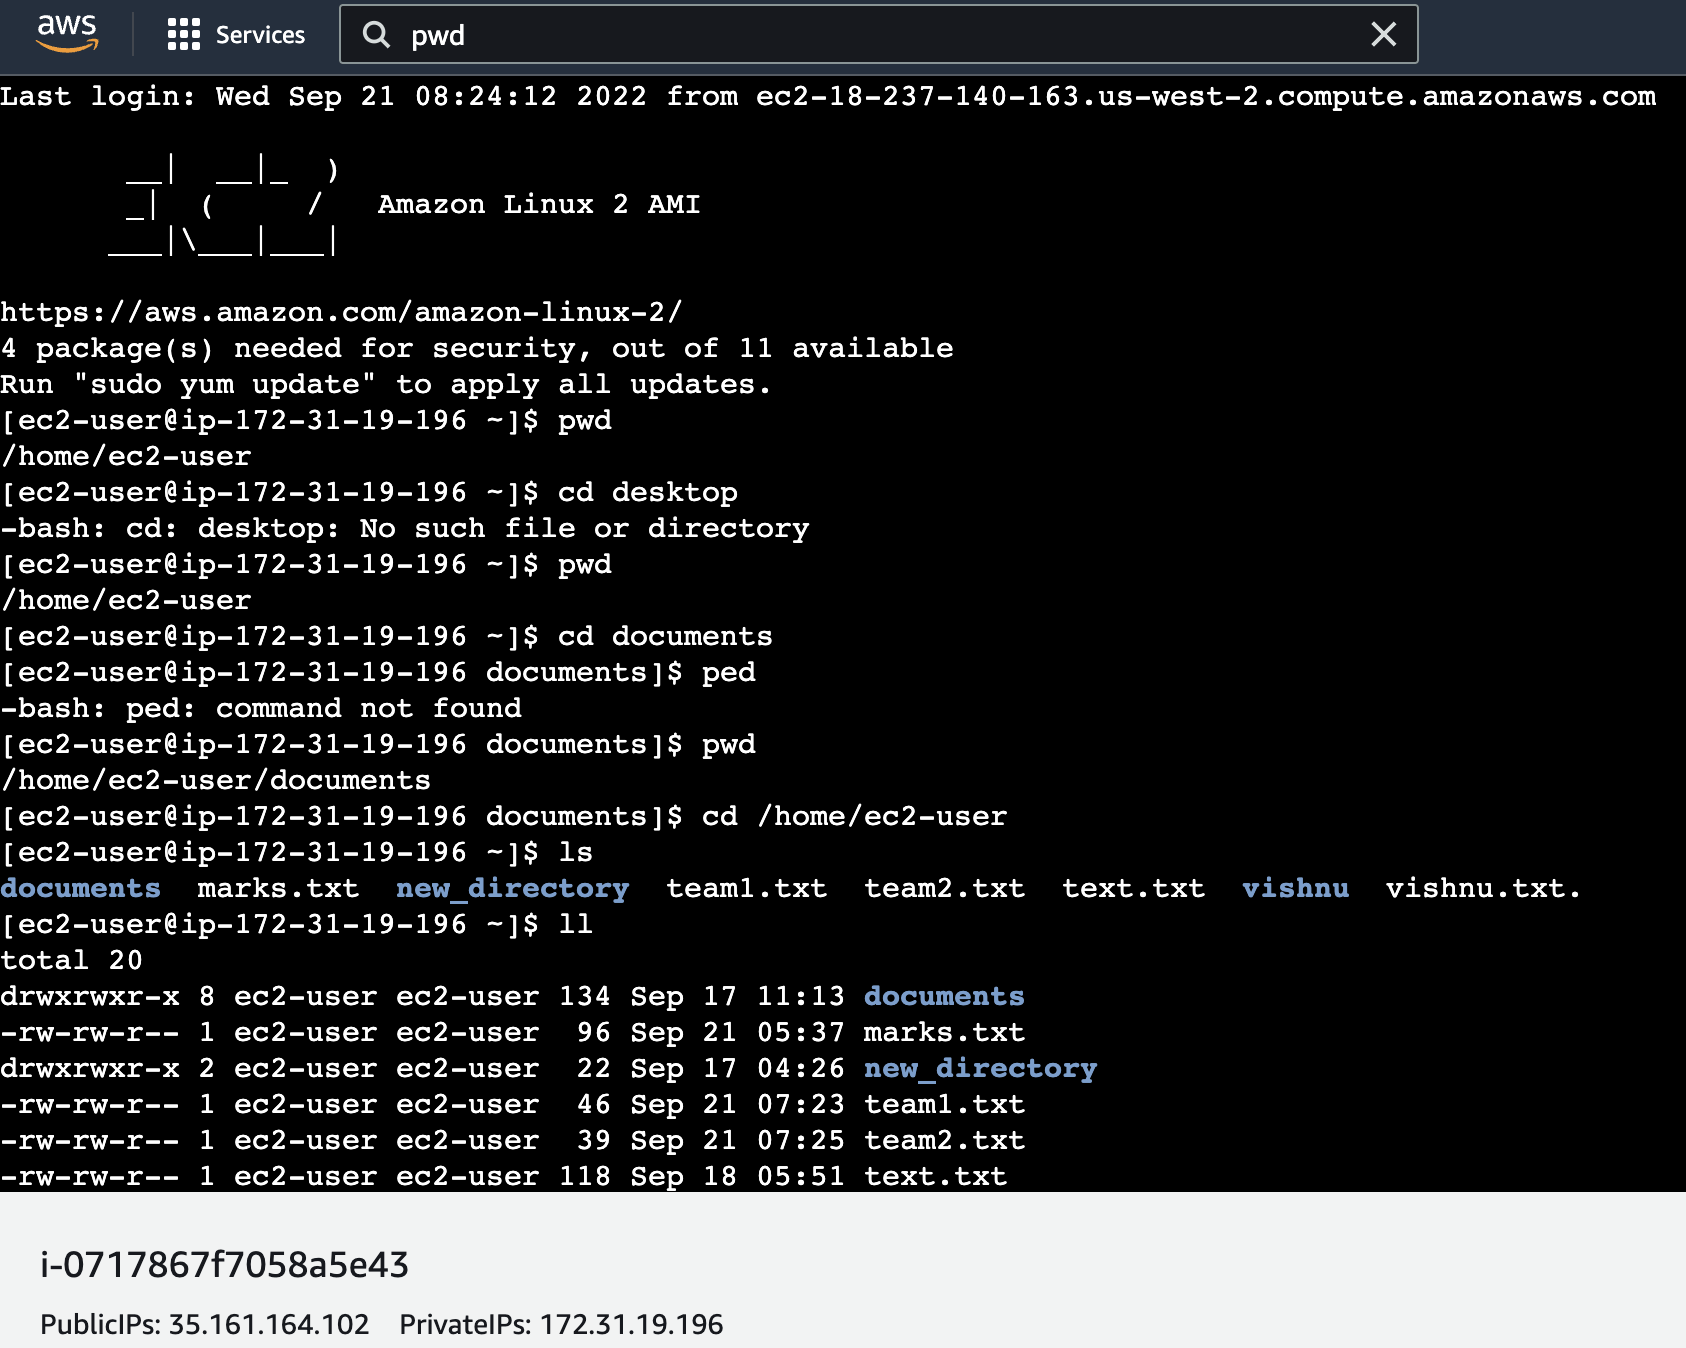 aws Services pwd
Last login: Wed Sep 21 08:24:12 2022 from ec2-18-237-140-163.us-west-2.compute.amazonaws.com
       __|  __|_  )
       _|  (     /   Amazon Linux 2 AMI
      ___|\___|___|
https://aws.amazon.com/amazon-linux-2/
4 package(s) needed for security, out of 11 available
Run "sudo yum update" to apply all updates.
[ec2-user@ip-172-31-19-196 ~]$ pwd
/home/ec2-user
[ec2-user@ip-172-31-19-196 ~]$ cd desktop
-bash: cd: desktop: No such file or directory
[ec2-user@ip-172-31-19-196 ~]$ pwd
/home/ec2-user
[ec2-user@ip-172-31-19-196 ~]$ cd documents
[ec2-user@ip-172-31-19-196 documents]$ ped
-bash: ped: command not found
[ec2-user@ip-172-31-19-196 documents]$ pwd
/home/ec2-user/documents
[ec2-user@ip-172-31-19-196 documents]$ cd /home/ec2-user
[ec2-user@ip-172-31-19-196 ~]$ ls
documents  marks.txt  new_directory  team1.txt  team2.txt  text.txt  vishnu  vishnu.txt.
[ec2-user@ip-172-31-19-196 ~]$ ll
total 20
drwxrwxr-x 8 ec2-user ec2-user 134 Sep 17 11:13 documents
-rw-rw-r-- 1 ec2-user ec2-user  96 Sep 21 05:37 marks.txt
drwxrwxr-x 2 ec2-user ec2-user  22 Sep 17 04:26 new_directory
-rw-rw-r-- 1 ec2-user ec2-user  46 Sep 21 07:23 team1.txt
-rw-rw-r-- 1 ec2-user ec2-user  39 Sep 21 07:25 team2.txt
-rw-rw-r-- 1 ec2-user ec2-user 118 Sep 18 05:51 text.txt
i-0717867f7058a5e43
PublicIPs: 35.161.164.102 PrivateIPs: 172.31.19.196